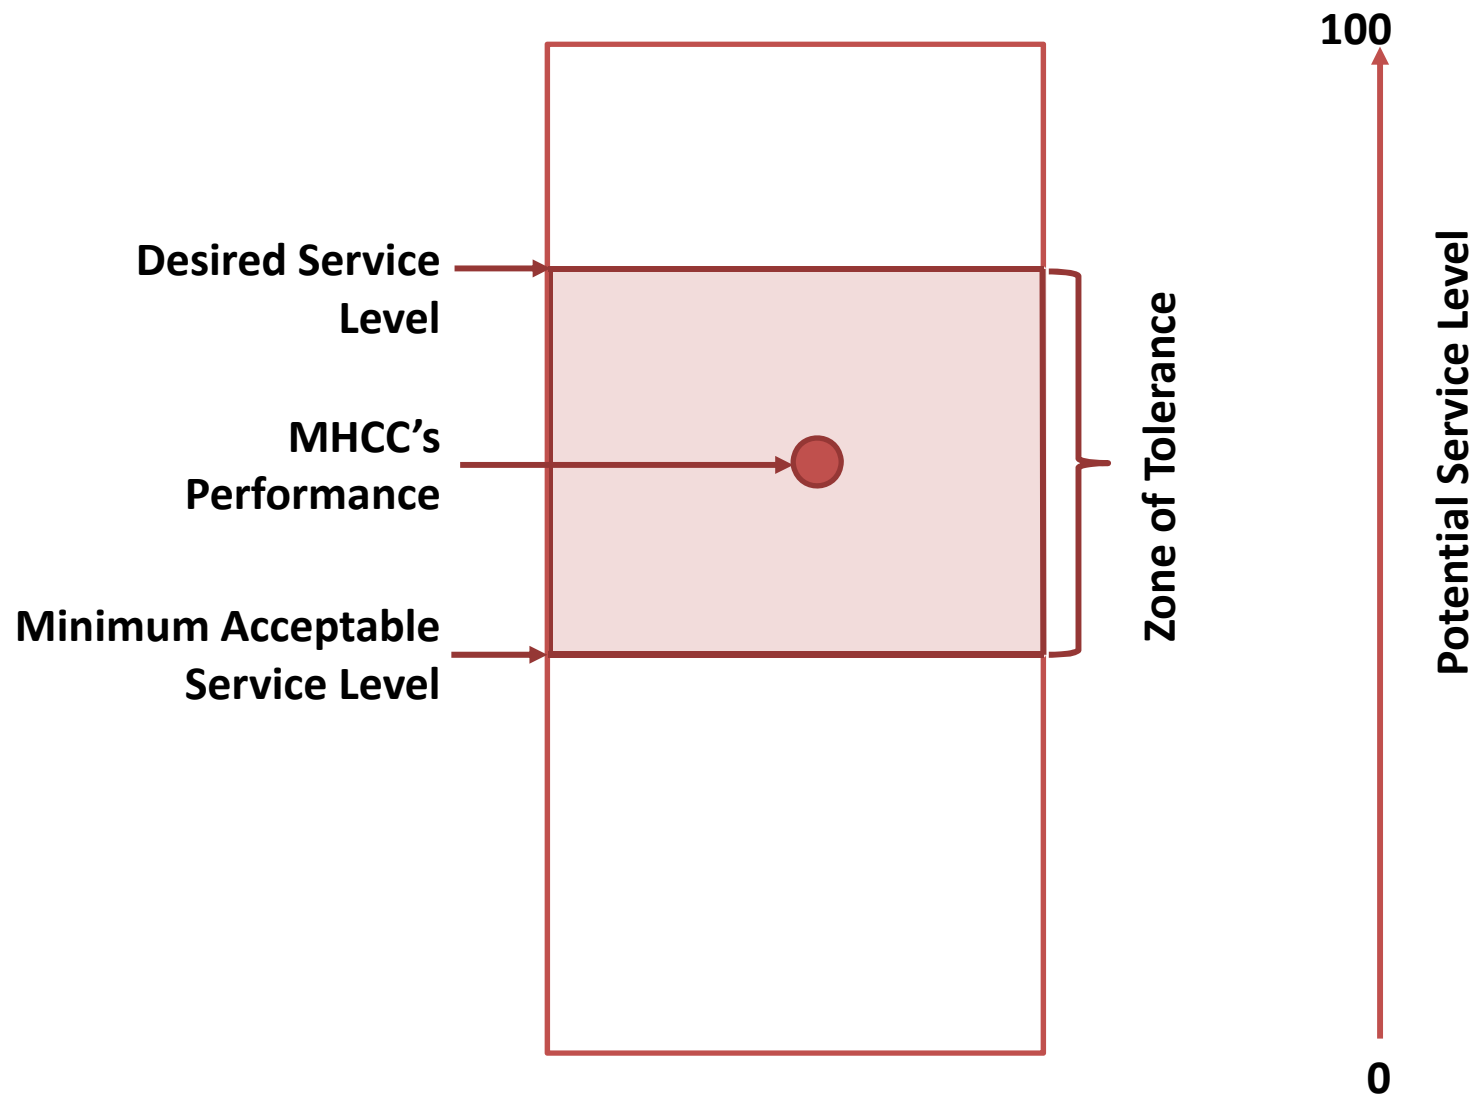 100
Desired Service
Level
MHCC’s
Performance
Minimum Acceptable
Service Level
Zone of Tolerance
Potential Service Level
0